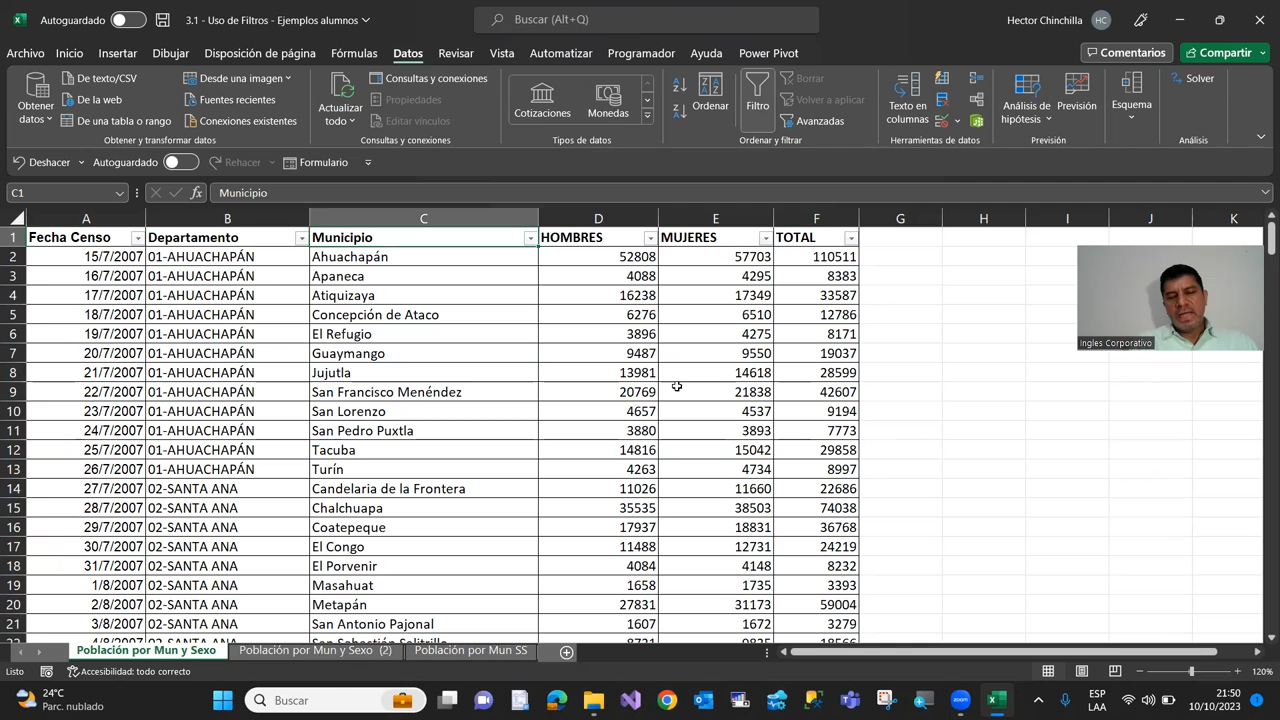 Autoguardado
3.1 - Uso de Filtros - Ejemplos alumnos
Buscar (Alt+Q)
Hector Chinchilla
HC
Archivo Inicio Insertar Dibujar Disposición de página Fórmulas Datos Revisar Vista Automatizar Programador Ayuda Power Pivot
Comentarios
Compartir
Obtener datos
De texto/CSV
De la web
De una tabla o rango
Desde una imagen
Fuentes recientes
Conexiones existentes
Obtener y transformar datos
Actualizar todo
Consultas y conexiones
Propiedades
Editar vínculos
Consultas y conexiones
Cotizaciones
Monedas
Tipos de datos
Ordenar
Filtro
Borrar
Volver a aplicar
Avanzadas
Ordenar y filtrar
Texto en columnas
Herramientas de datos
Análisis de hipótesis
Previsión
Previsión
Esquema
Solver
Análisis
Deshacer Autoguardado Rehacer Formulario
C1 fx Municipio
A B C D E F G H I J K
1 Fecha Censo Departamento Municipio HOMBRES MUJERES TOTAL
2 15/7/2007 01-AHUACHAPÁN Ahuachapán 52808 57703 110511
3 16/7/2007 01-AHUACHAPÁN Apaneca 4088 4295 8383
4 17/7/2007 01-AHUACHAPÁN Atiquizaya 16238 17349 33587
5 18/7/2007 01-AHUACHAPÁN Concepción de Ataco 6276 6510 12786
6 19/7/2007 01-AHUACHAPÁN El Refugio 3896 4275 8171
7 20/7/2007 01-AHUACHAPÁN Guaymango 9487 9550 19037
8 21/7/2007 01-AHUACHAPÁN Jujutla 13981 14618 28599
9 22/7/2007 01-AHUACHAPÁN San Francisco Menéndez 20769 21838 42607
10 23/7/2007 01-AHUACHAPÁN San Lorenzo 4657 4537 9194
11 24/7/2007 01-AHUACHAPÁN San Pedro Puxtla 3880 3893 7773
12 25/7/2007 01-AHUACHAPÁN Tacuba 14816 15042 29858
13 26/7/2007 01-AHUACHAPÁN Turín 4263 4734 8997
14 27/7/2007 02-SANTA ANA Candelaria de la Frontera 11026 11660 22686
15 28/7/2007 02-SANTA ANA Chalchuapa 35535 38503 74038
16 29/7/2007 02-SANTA ANA Coatepeque 17937 18831 36768
17 30/7/2007 02-SANTA ANA El Congo 11488 12731 24219
18 31/7/2007 02-SANTA ANA El Porvenir 4084 4148 8232
19 1/8/2007 02-SANTA ANA Masahuat 1658 1735 3393
20 2/8/2007 02-SANTA ANA Metapán 27831 31173 59004
21 3/8/2007 02-SANTA ANA San Antonio Pajonal 1607 1672 3279
22 4/8/2007 02-SANTA ANA San Sebastián Salitrillo 8731 9835 18566
Ingles Corporativo
Población por Mun y Sexo Población por Mun y Sexo (2) Población por Mun SS
Listo Accesibilidad: todo correcto 120%
24°C
Parc. nublado
Buscar
ESP
LAA
21:50
10/10/2023